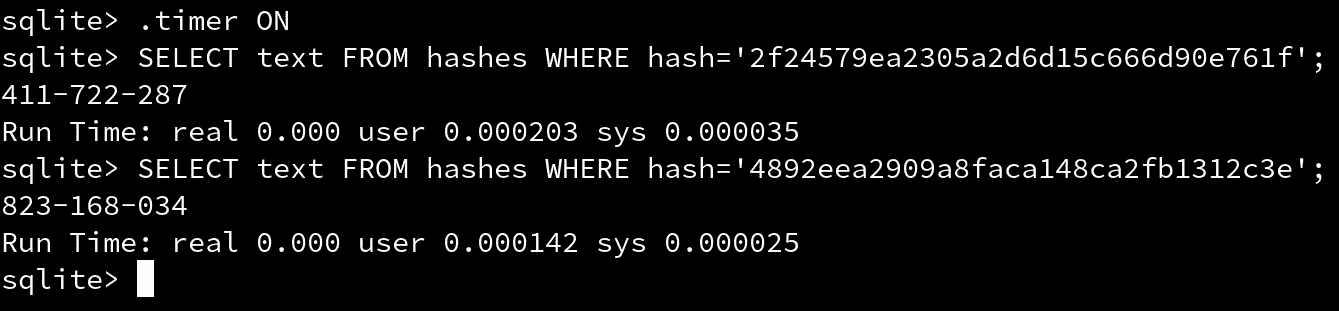 sqlite> .timer ON
sqlite> SELECT text FROM hashes WHERE hash='2f24579ea2305a2d6d15c666d90e761f';
411-722-287
Run Time: real 0.000 user 0.000203 sys 0.000035
sqlite> SELECT text FROM hashes WHERE hash='4892eea2909a8faca148ca2fb1312c3e';
823-168-034
Run Time: real 0.000 user 0.000142 sys 0.000025
sqlite>